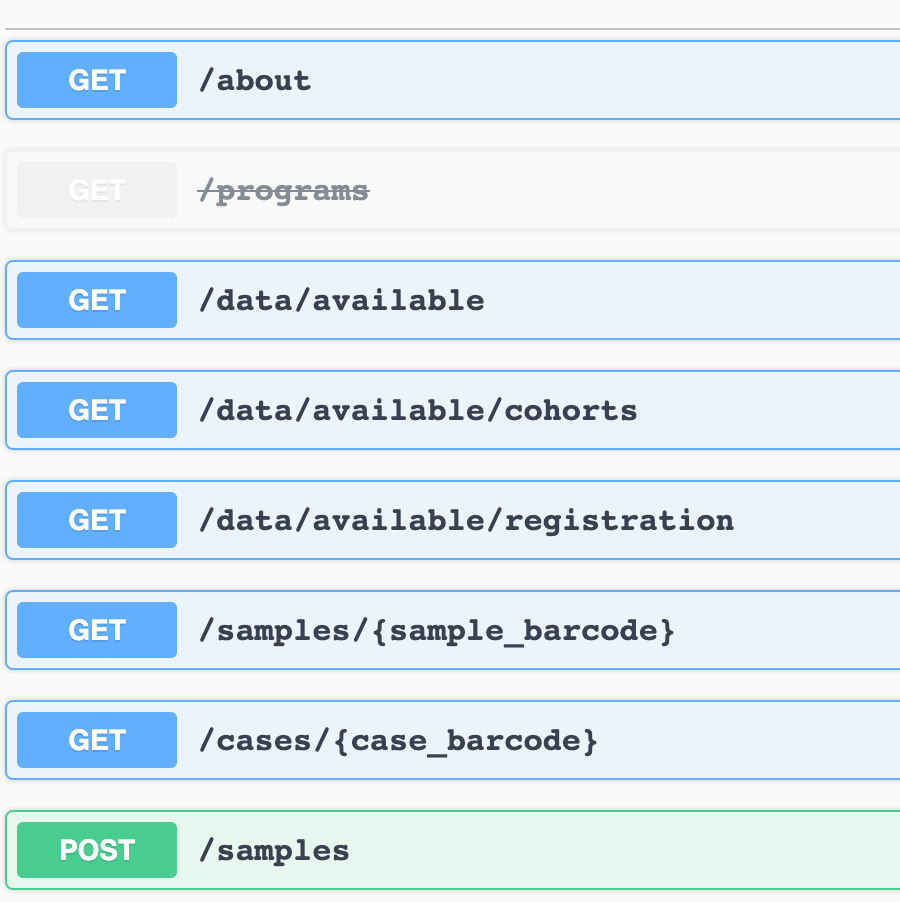 GET /about
GET /programs
GET /data/available
GET /data/available/cohorts
GET /data/available/registration
GET /samples/{sample_barcode}
GET /cases/{case_barcode}
POST /samples